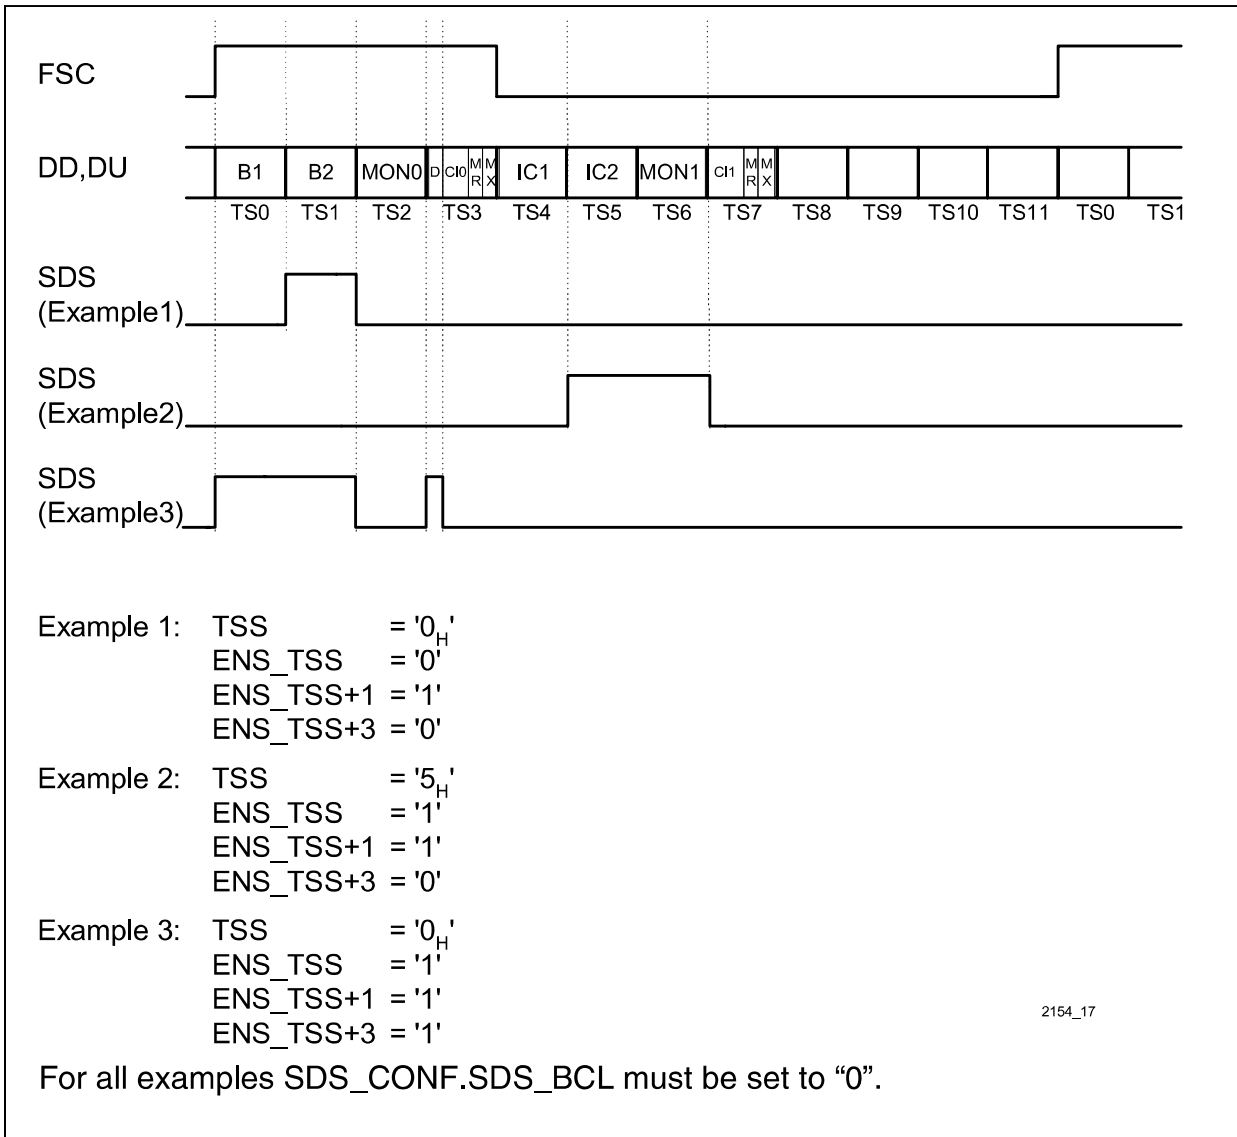 FSC
DD,DU
B1 B2 MON0 D CI0 MR MX IC1 IC2 MON1 CI1 MR MX
TS0 TS1 TS2 TS3 TS4 TS5 TS6 TS7 TS8 TS9 TS10 TS11 TS0 TS1
SDS
(Example1)
SDS
(Example2)
SDS
(Example3)
Example 1: TSS = '0H'
ENS_TSS = '0'
ENS_TSS+1 = '1'
ENS_TSS+3 = '0'
Example 2: TSS = '5H'
ENS_TSS = '1'
ENS_TSS+1 = '1'
ENS_TSS+3 = '0'
Example 3: TSS = '0H'
ENS_TSS = '1'
ENS_TSS+1 = '1'
ENS_TSS+3 = '1'
2154_17
For all examples SDS_CONF.SDS_BCL must be set to “0”.